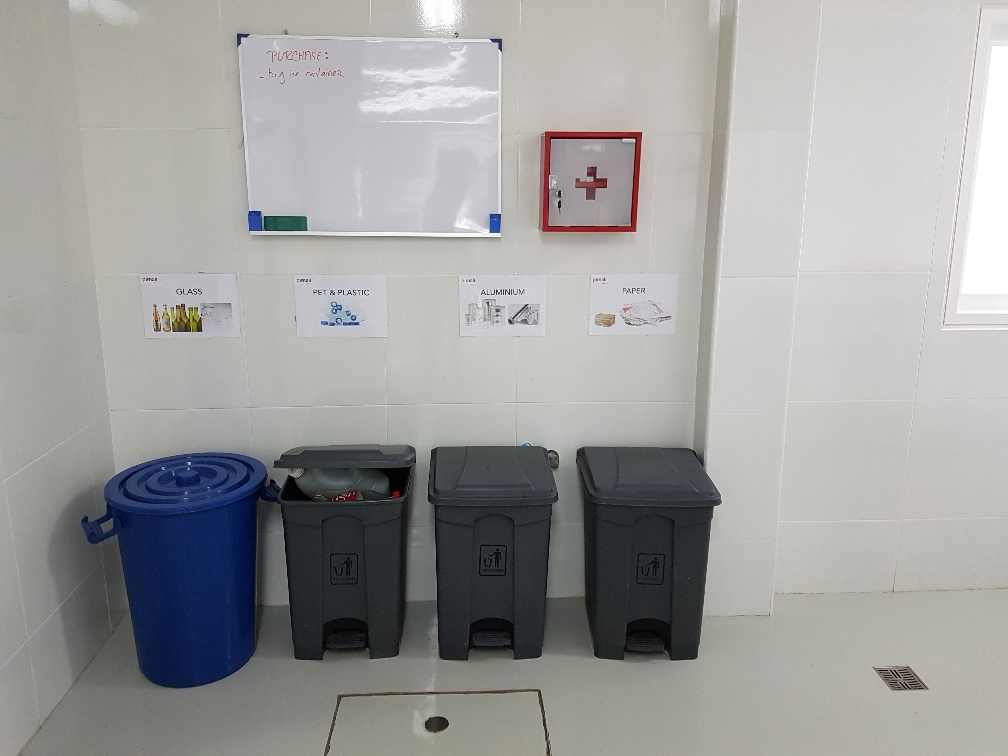 PURCHASE:
- big ice container
GLASS
PET & PLASTIC
ALUMINIUM
PAPER